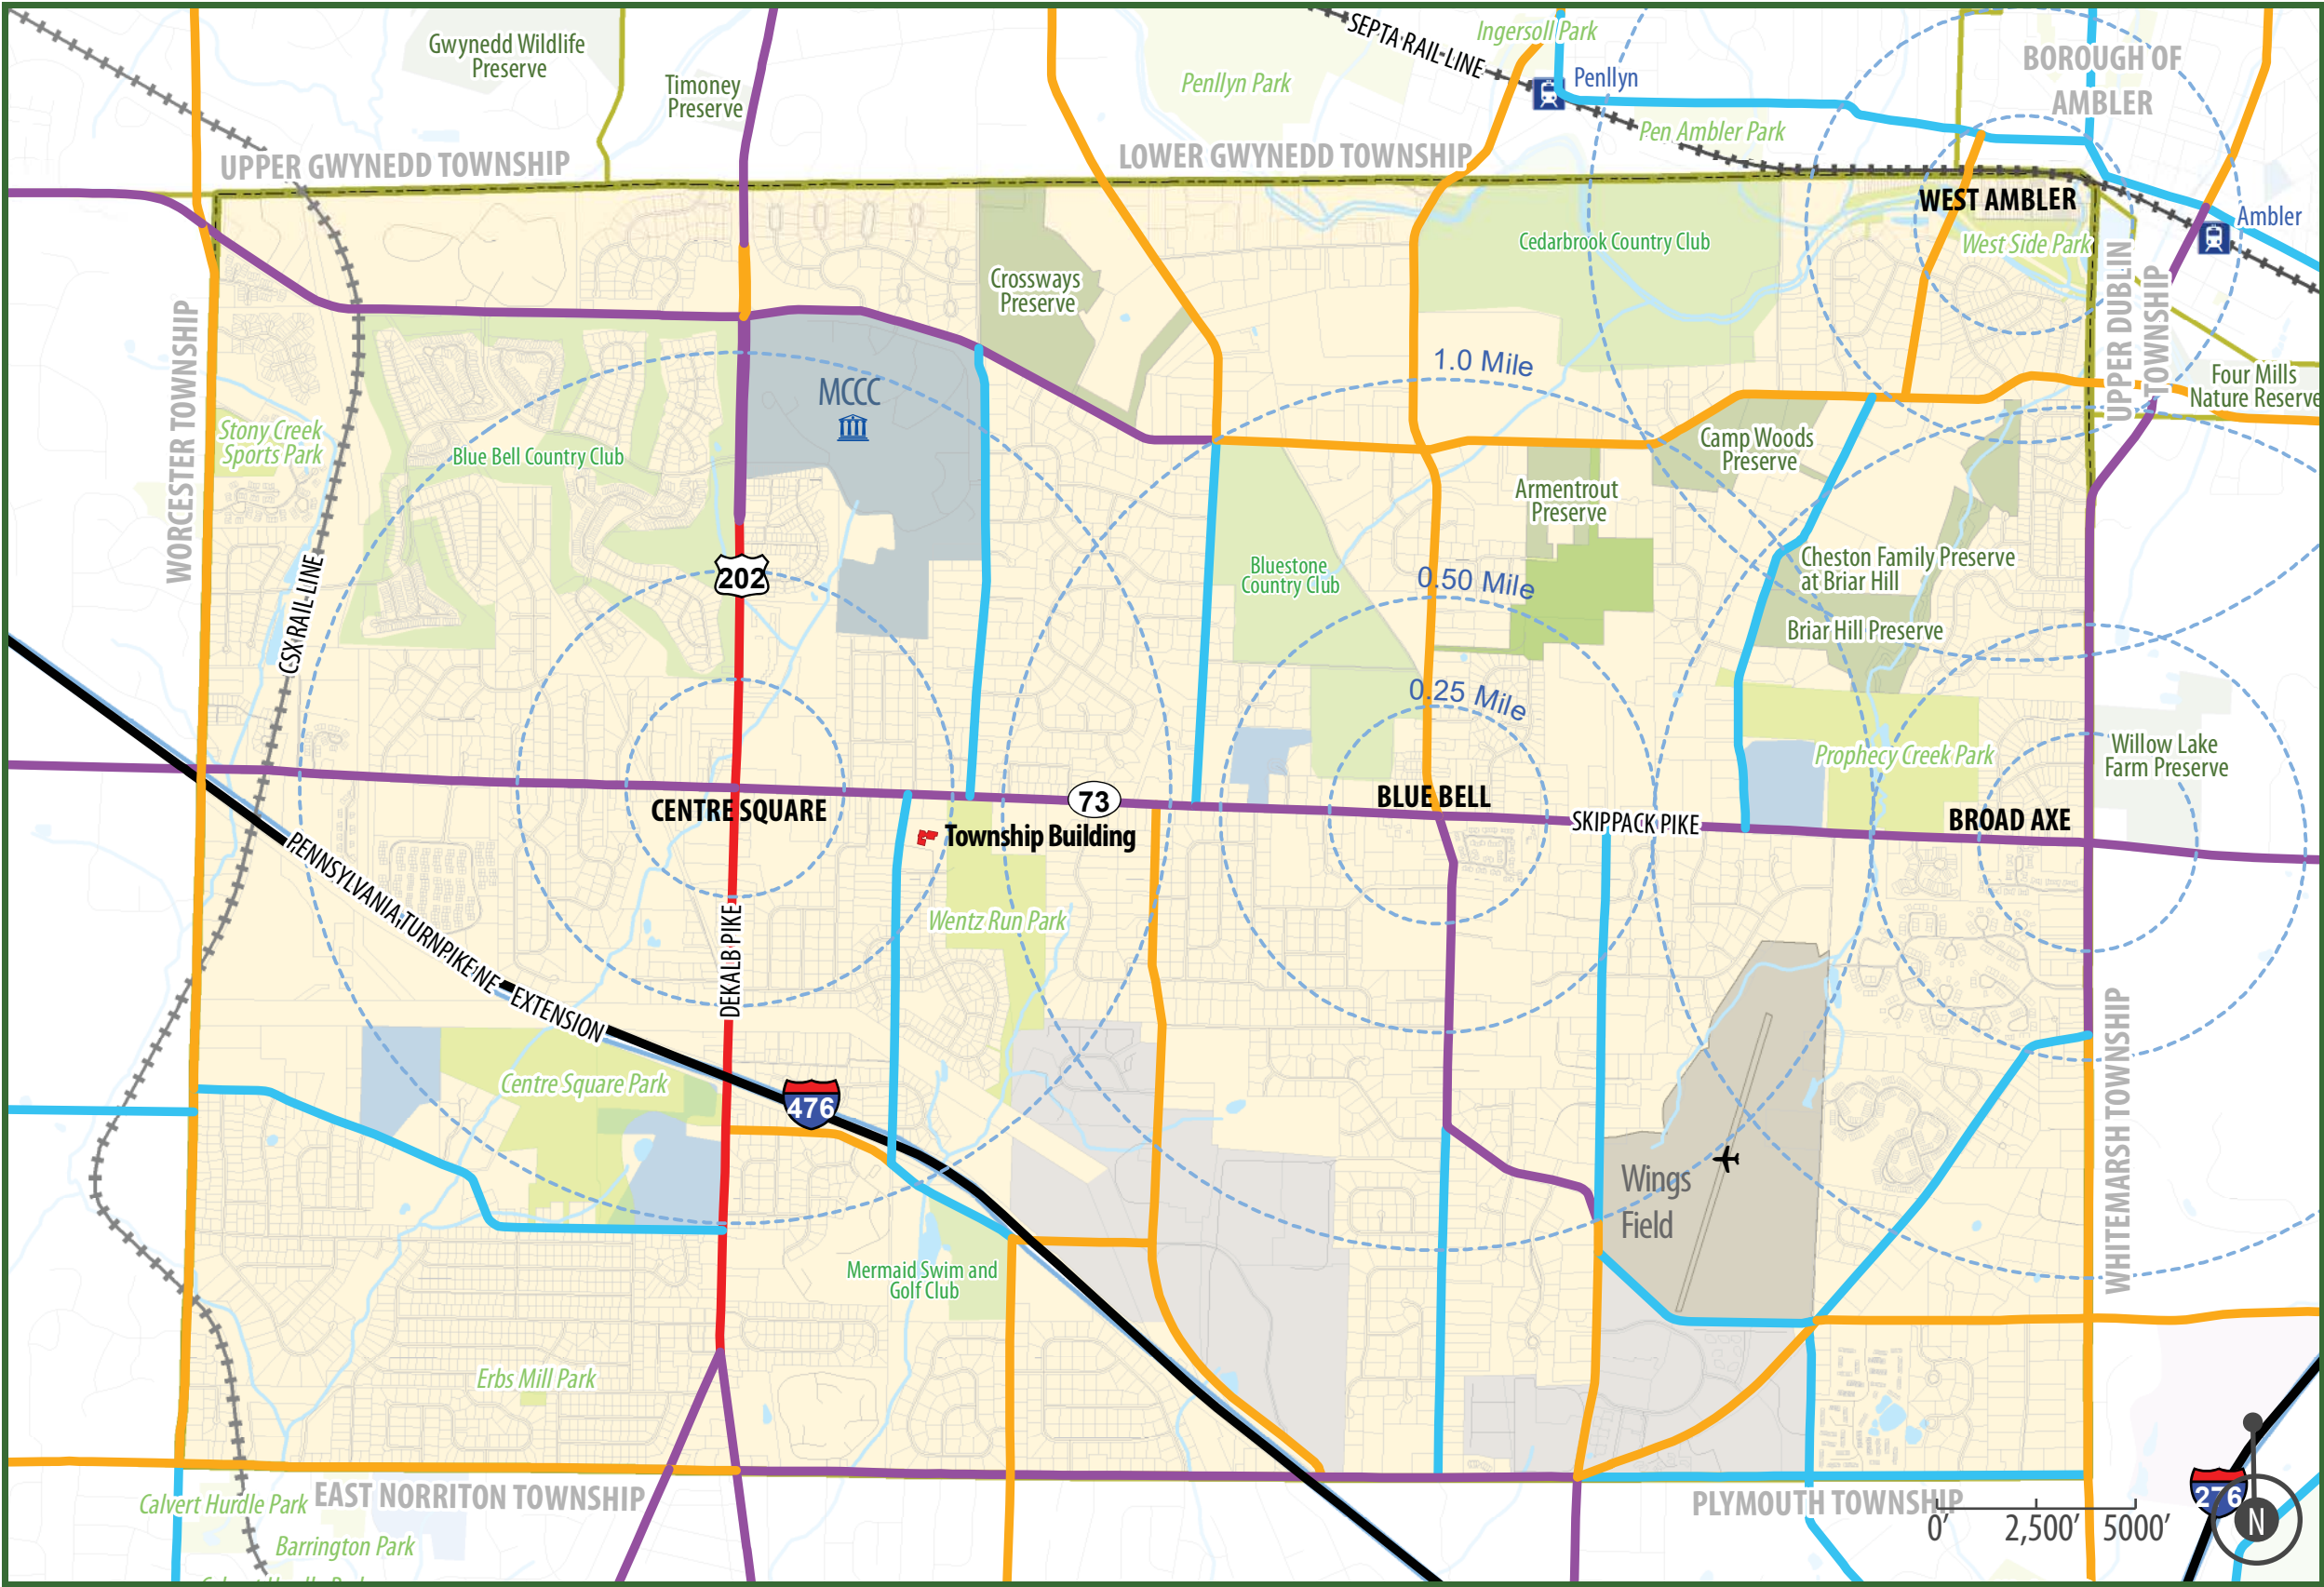 Gwynedd Wildlife
Preserve
Timoney
Preserve
SEPTA RAIL-LINE
Ingersoll Park
Penllyn Park
Penllyn
BOROUGH OF
AMBLER
Pen Ambler Park
UPPER GWYNEDD TOWNSHIP
LOWER GWYNEDD TOWNSHIP
WEST AMBLER
Ambler
West Side Park
Cedarbrook Country Club
Crossways
Preserve
UPPER DUBLIN
TOWNSHIP
WORCESTER TOWNSHIP
1.0 Mile
MCCC
Four Mills
Nature Reserve
Stony Creek
Sports Park
Blue Bell Country Club
Camp Woods
Preserve
Armentrout
Preserve
CSX RAIL-LINE
202
Bluestone
Country Club
0.50 Mile
Cheston Family Preserve
at Briar Hill
Briar Hill Preserve
0.25 Mile
Prophecy Creek Park
Willow Lake
Farm Preserve
CENTRE SQUARE
73
BLUE BELL
SKIPPACK PIKE
BROAD AXE
Township Building
PENNSYLVANIA TURNPIKE NE - EXTENSION
DEKALB PIKE
Wentz Run Park
Centre Square Park
476
WHITEMARSH TOWNSHIP
Wings
Field
Mermaid Swim and
Golf Club
Erbs Mill Park
Calvert Hurdle Park
EAST NORRITON TOWNSHIP
PLYMOUTH TOWNSHIP
276
0' 2,500' 5000'
N
Barrington Park
Calvert Hurdle Park